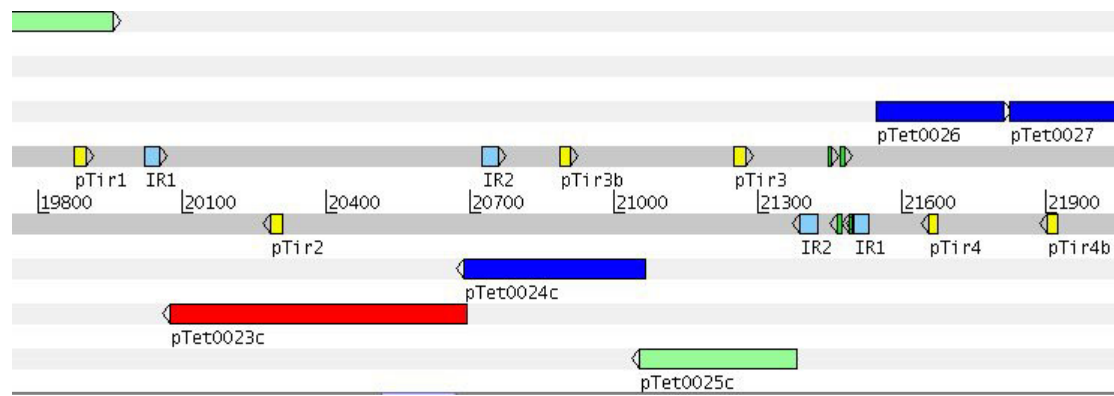 pTet0026 pTet0027
pTir1 IR1 IR2 pTir3b pTir3
19800 20100 20400 20700 21000 21300 21600 21900
pTir2 IR2 IR1 pTir4 pTir4b
pTet0024c
pTet0023c
pTet0025c